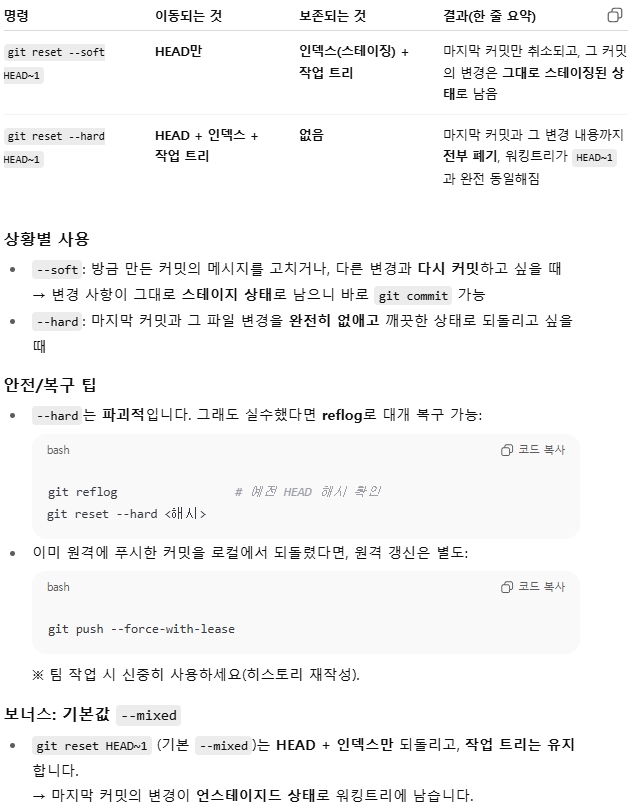 명령 이동되는 것 보존되는 것 결과(한 줄 요약)
git reset --soft HEAD만 인덱스(스테이징) + 마지막 커밋만 취소되고, 그 커밋
HEAD~1 작업 트리 의 변경은 그대로 스테이징된 상
태로 남음
git reset --hard HEAD + 인덱스 + 없음 마지막 커밋과 그 변경 내용까지
HEAD~1 작업 트리 전부 폐기, 워킹트리가 HEAD~1
과 완전 동일해짐
상황별 사용
• --soft: 방금 만든 커밋의 메시지를 고치거나, 다른 변경과 다시 커밋하고 싶을 때
→ 변경 사항이 그대로 스테이지 상태로 남으니 바로 git commit 가능
• --hard: 마지막 커밋과 그 파일 변경을 완전히 없애고 깨끗한 상태로 되돌리고 싶을
때
안전/복구 팁
• --hard는 파괴적입니다. 그래도 실수했다면 reflog로 대개 복구 가능:
bash 코드 복사
git reflog # 예전 HEAD 해시 확인
git reset --hard <해시>
• 이미 원격에 푸시한 커밋을 로컬에서 되돌렸다면, 원격 갱신은 별도:
bash 코드 복사
git push --force-with-lease
※ 팀 작업 시 신중히 사용하세요(히스토리 재작성).
보너스: 기본값 --mixed
• git reset HEAD~1 (기본 --mixed)는 HEAD + 인덱스만 되돌리고, 작업 트리는 유지
합니다.
→ 마지막 커밋의 변경이 언스테이지드 상태로 워킹트리에 남습니다.